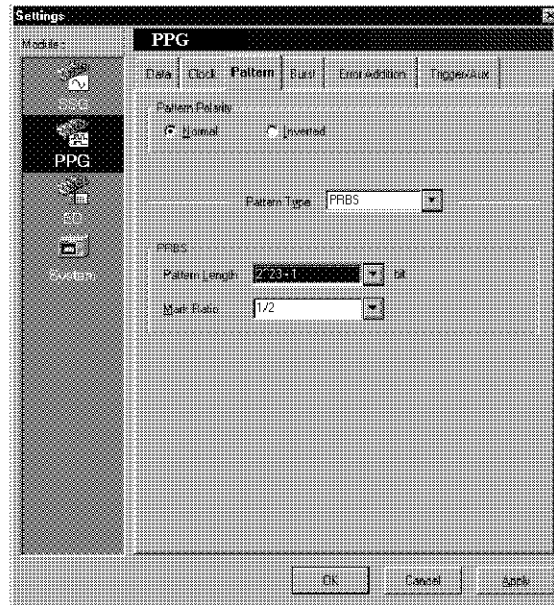 Settings
Module :
PPG
Data Clock Pattern Burst Error Addition Trigger/Aux
SSG
Pattern Polarity
Normal Inverted
PPG
Pattern Type PRBS
ED
PRBS
System
Pattern Length 2^23-1 bit
Mark Ratio 1/2
OK Cancel Apply